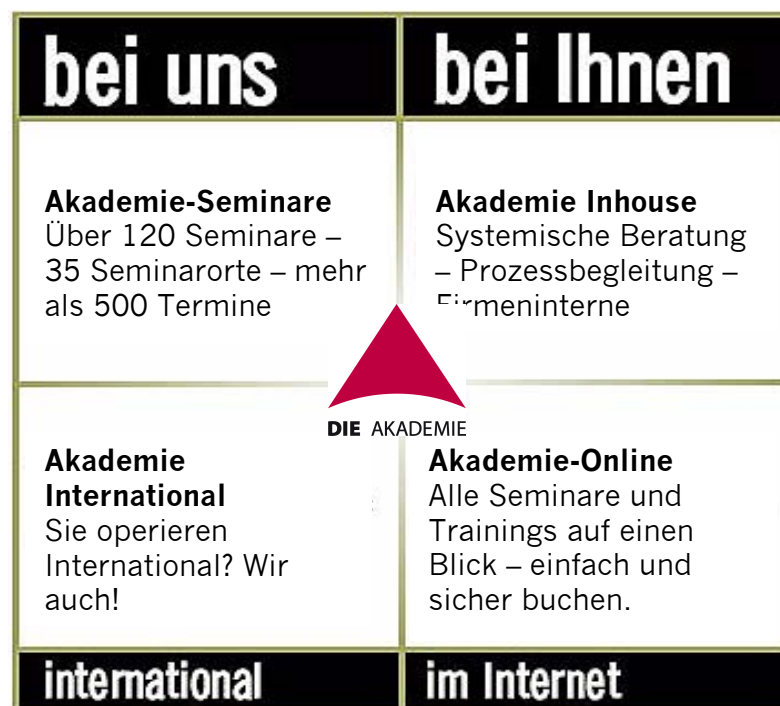 bei uns
bei Ihnen
Akademie-Seminare
Über 120 Seminare –
35 Seminarorte – mehr
als 500 Termine
Akademie Inhouse
Systemische Beratung
– Prozessbegleitung –
Firmeninterne
DIE AKADEMIE
Akademie
International
Sie operieren
International? Wir
auch!
Akademie-Online
Alle Seminare und
Trainings auf einen
Blick – einfach und
sicher buchen.
international
im Internet